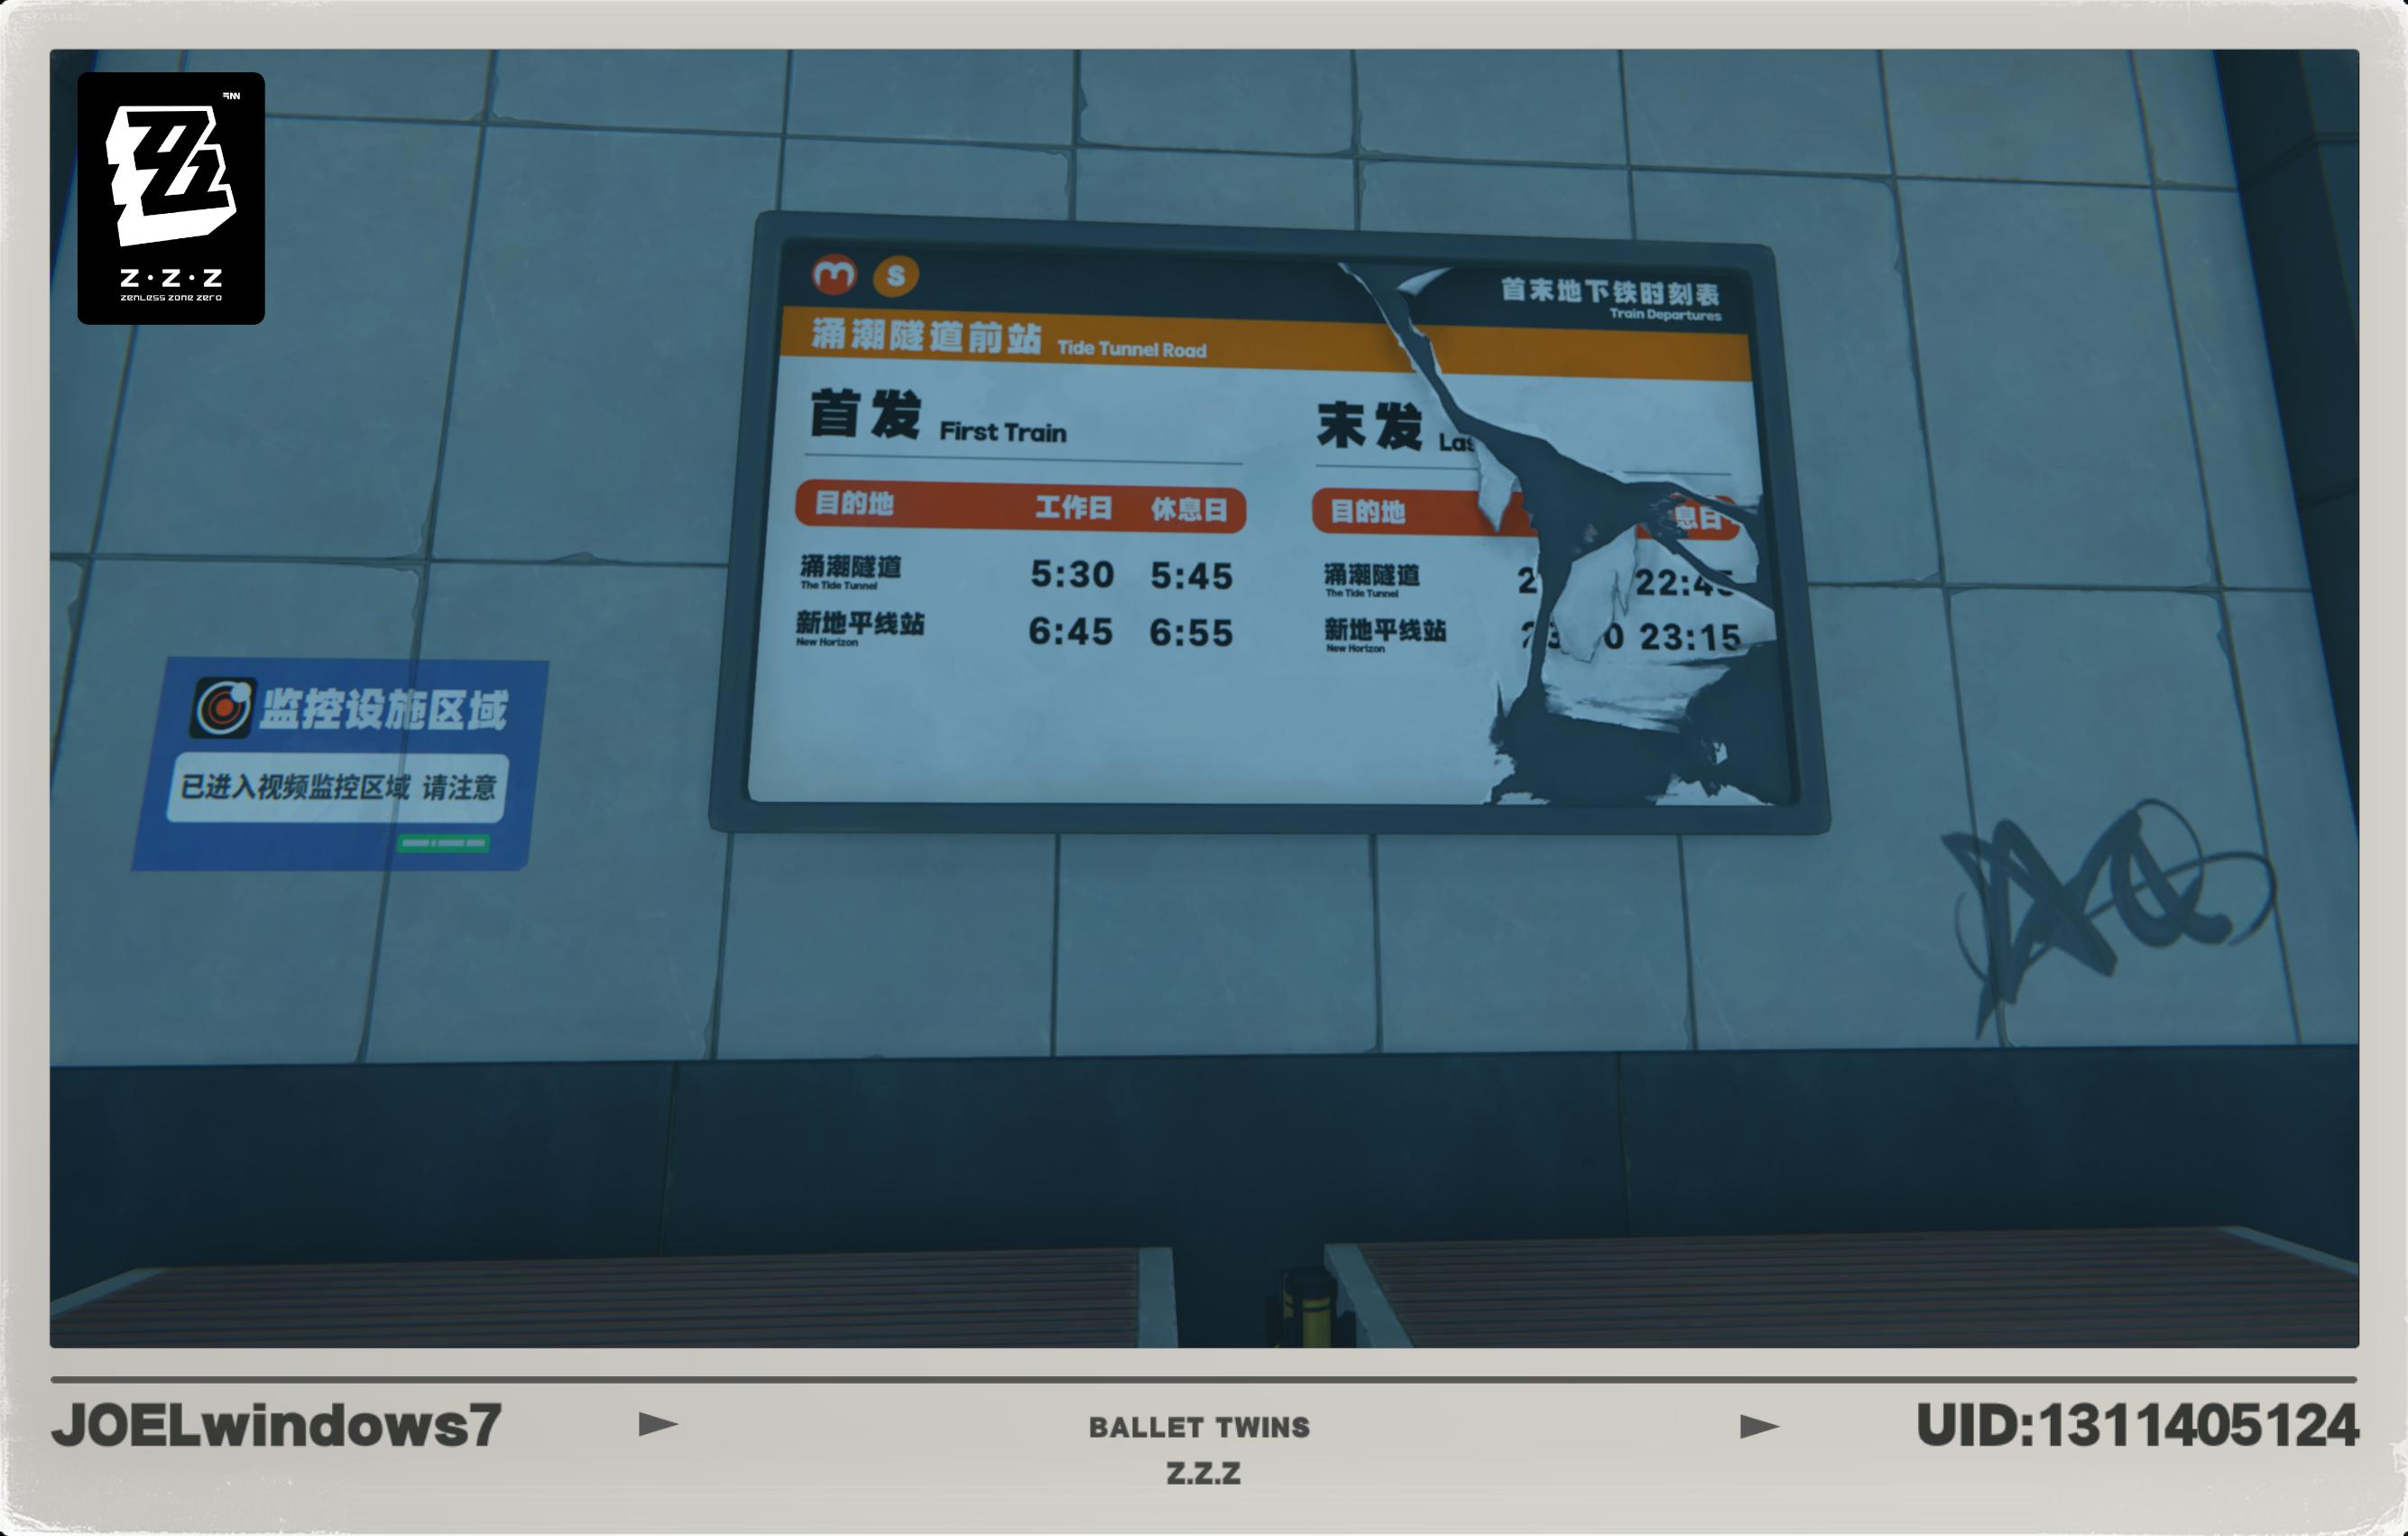 Z·Z·Z
ZENLESS ZONE ZERO
M S
首末地下铁时刻表
Train Departures
涌潮隧道前站 Tide Tunnel Road
首发 First Train
末发
目的地 工作日 休息日
目的地 息日
涌潮隧道 5:30 5:45
The Tide Tunnel
涌潮隧道 22:45
The Tide Tunnel
新地平线站 6:45 6:55
New Horizon
新地平线站 23:15
New Horizon
监控设施区域
已进入视频监控区域 请注意
JOELwindows7
BALLET TWINS
Z.Z.Z
UID:1311405124